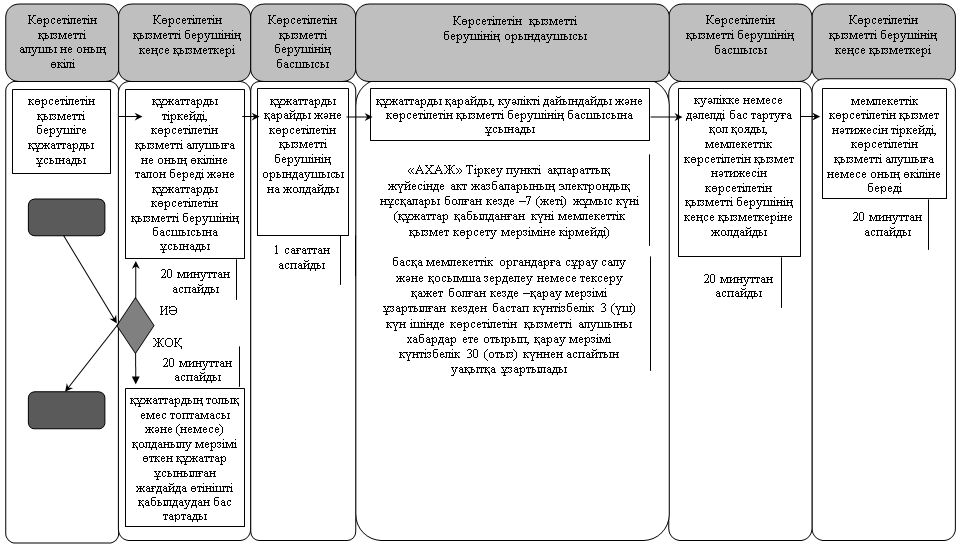 Көрсетілетін
қызметті
алушы не оның
өкілі
Көрсетілетін
қызметті берушінің
кеңсе қызметкері
Көрсетілетін
қызметті
берушінің
басшысы
Көрсетілетін қызметті
берушінің орындаушысы
Көрсетілетін
қызметті берушінің
басшысы
Көрсетілетін
қызметті берушінің
кеңсе қызметкері
көрсетілетін
қызметті
берушіге
құжаттарды
ұсынады
құжаттарды
тіркейді,
көрсетілетін
қызметті алушыға
не оның өкіліне
талон береді және
құжаттарды
көрсетілетін
қызметті берушінің
басшысына
ұсынады
20 минуттан
аспайды
ИӘ
ЖОҚ
20 минуттан
аспайды
құжаттардың толық
емес топтамасы
және (немесе)
қолданылу мерзімі
өткен құжаттар
ұсынылған
жағдайда өтінішті
қабылдаудан бас
тартады
құжаттарды
қарайды және
көрсетілетін
қызметті
берушінің
орындаушысы
на жолдайды
1 сағаттан
аспайды
құжаттарды қарайды, куәлікті дайындайды және
көрсетілетін қызметті берушінің басшысына
ұсынады
«АХАЖ» Тіркеу пункті ақпараттық
жүйесінде акт жазбаларының электрондық
нұсқалары болған кезде –7 (жеті) жұмыс күні
(құжаттар қабылданған күні мемлекеттік
қызмет көрсету мерзіміне кірмейді)
басқа мемлекеттік органдарға сұрау салу
және қосымша зерделеу немесе тексеру
қажет болған кезде –қарау мерзімі
ұзартылған кезден бастап күнтізбелік 3 (үш)
күн ішінде көрсетілетін қызметті алушыны
хабардар ете отырып, қарау мерзімі
күнтізбелік 30 (отыз) күннен аспайтын
уақытқа ұзартылады
куәлікке немесе
дәлелді бас тартуға
қол қояды,
мемлекеттік
көрсетілетін қызмет
нәтижесін
көрсетілетін
қызметті берушінің
кеңсе қызметкеріне
жолдайды
20 минуттан
аспайды
мемлекеттік
көрсетілетін қызмет
нәтижесін тіркейді,
көрсетілетін
қызметті алушыға
немесе оның өкіліне
береді
20 минуттан
аспайды